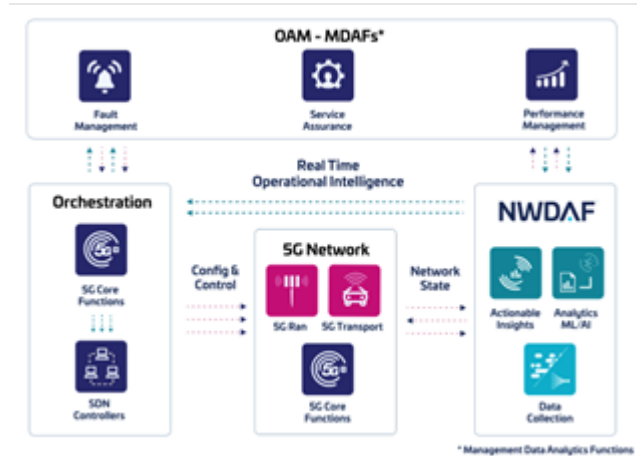 OAM - MDAFs*
Fault
Management
Service
Assurance
Performance
Management
Real Time
Operational Intelligence
Orchestration
5G
5G Core
Functions
SDN
Controllers
Config &
Control
5G Network
5G Ran
5G Transport
5G
5G Core
Functions
Network
State
NWDAF
Actionable
Insights
Analytics
ML/AI
Data
Collection
* Management Data Analytics Functions